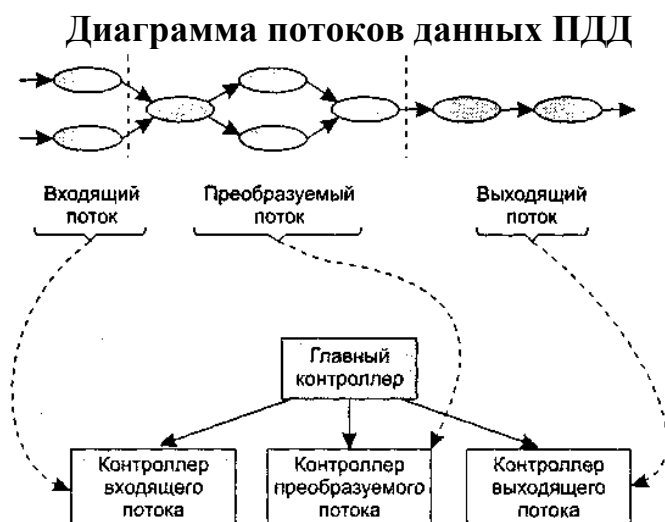 Диаграмма потоков данных ПДД
Входящий
поток
Преобразуемый
поток
Выходящий
поток
Главный
контроллер
Контроллер
входящего
потока
Контроллер
преобразуемого
потока
Контроллер
выходящего
потока